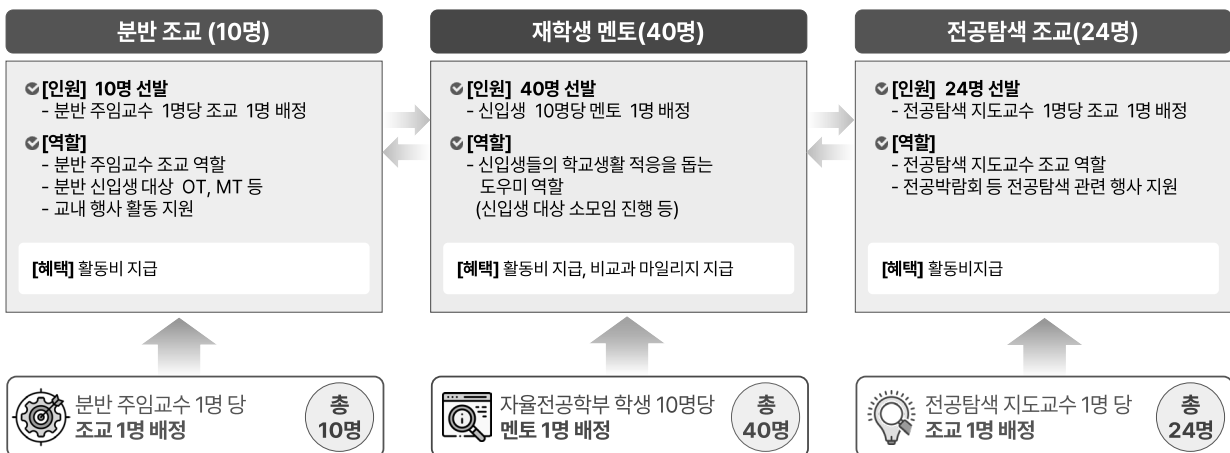 분반 조교 (10명)
[인원] 10명 선발
- 분반 주임교수 1명당 조교 1명 배정
[역할]
- 분반 주임교수 조교 역할
- 분반 신입생 대상 OT, MT 등
- 교내 행사 활동 지원
[혜택] 활동비 지급
분반 주임교수 1명 당
조교 1명 배정
총
10명
재학생 멘토(40명)
[인원] 40명 선발
- 신입생 10명당 멘토 1명 배정
[역할]
- 신입생들의 학교생활 적응을 돕는
도우미 역할
(신입생 대상 소모임 진행 등)
[혜택] 활동비 지급, 비교과 마일리지 지급
자율전공학부 학생 10명당
멘토 1명 배정
총
40명
전공탐색 조교(24명)
[인원] 24명 선발
- 전공탐색 지도교수 1명당 조교 1명 배정
[역할]
- 전공탐색 지도교수 조교 역할
- 전공박람회 등 전공탐색 관련 행사 지원
[혜택] 활동비지급
전공탐색 지도교수 1명 당
조교 1명 배정
총
24명